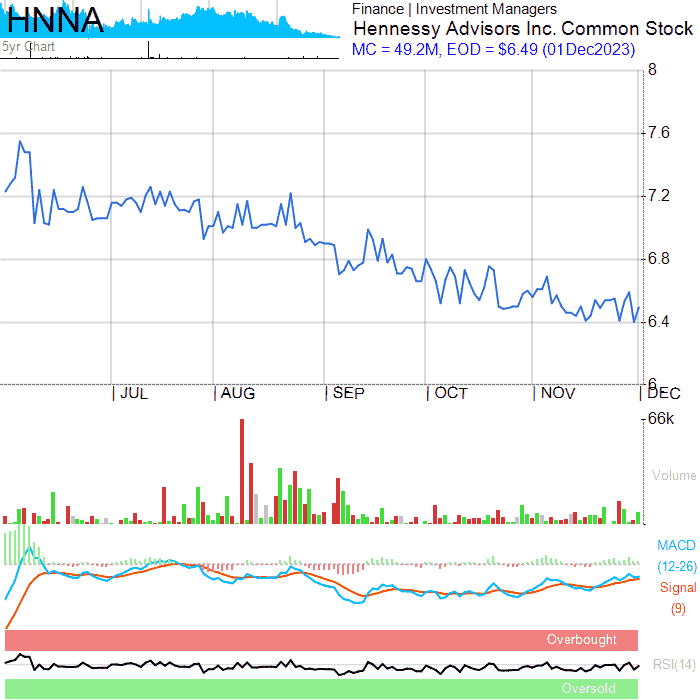 HNNA
5yr Chart
Finance | Investment Managers
Hennessy Advisors Inc. Common Stock
MC = 49.2M, EOD = $6.49 (01Dec2023)
8
7.6
7.2
6.8
6.4
6
JUL AUG SEP OCT NOV DEC
66k
Volume
MACD
(12-26)
Signal
(9)
Overbought
RSI(14)
Oversold